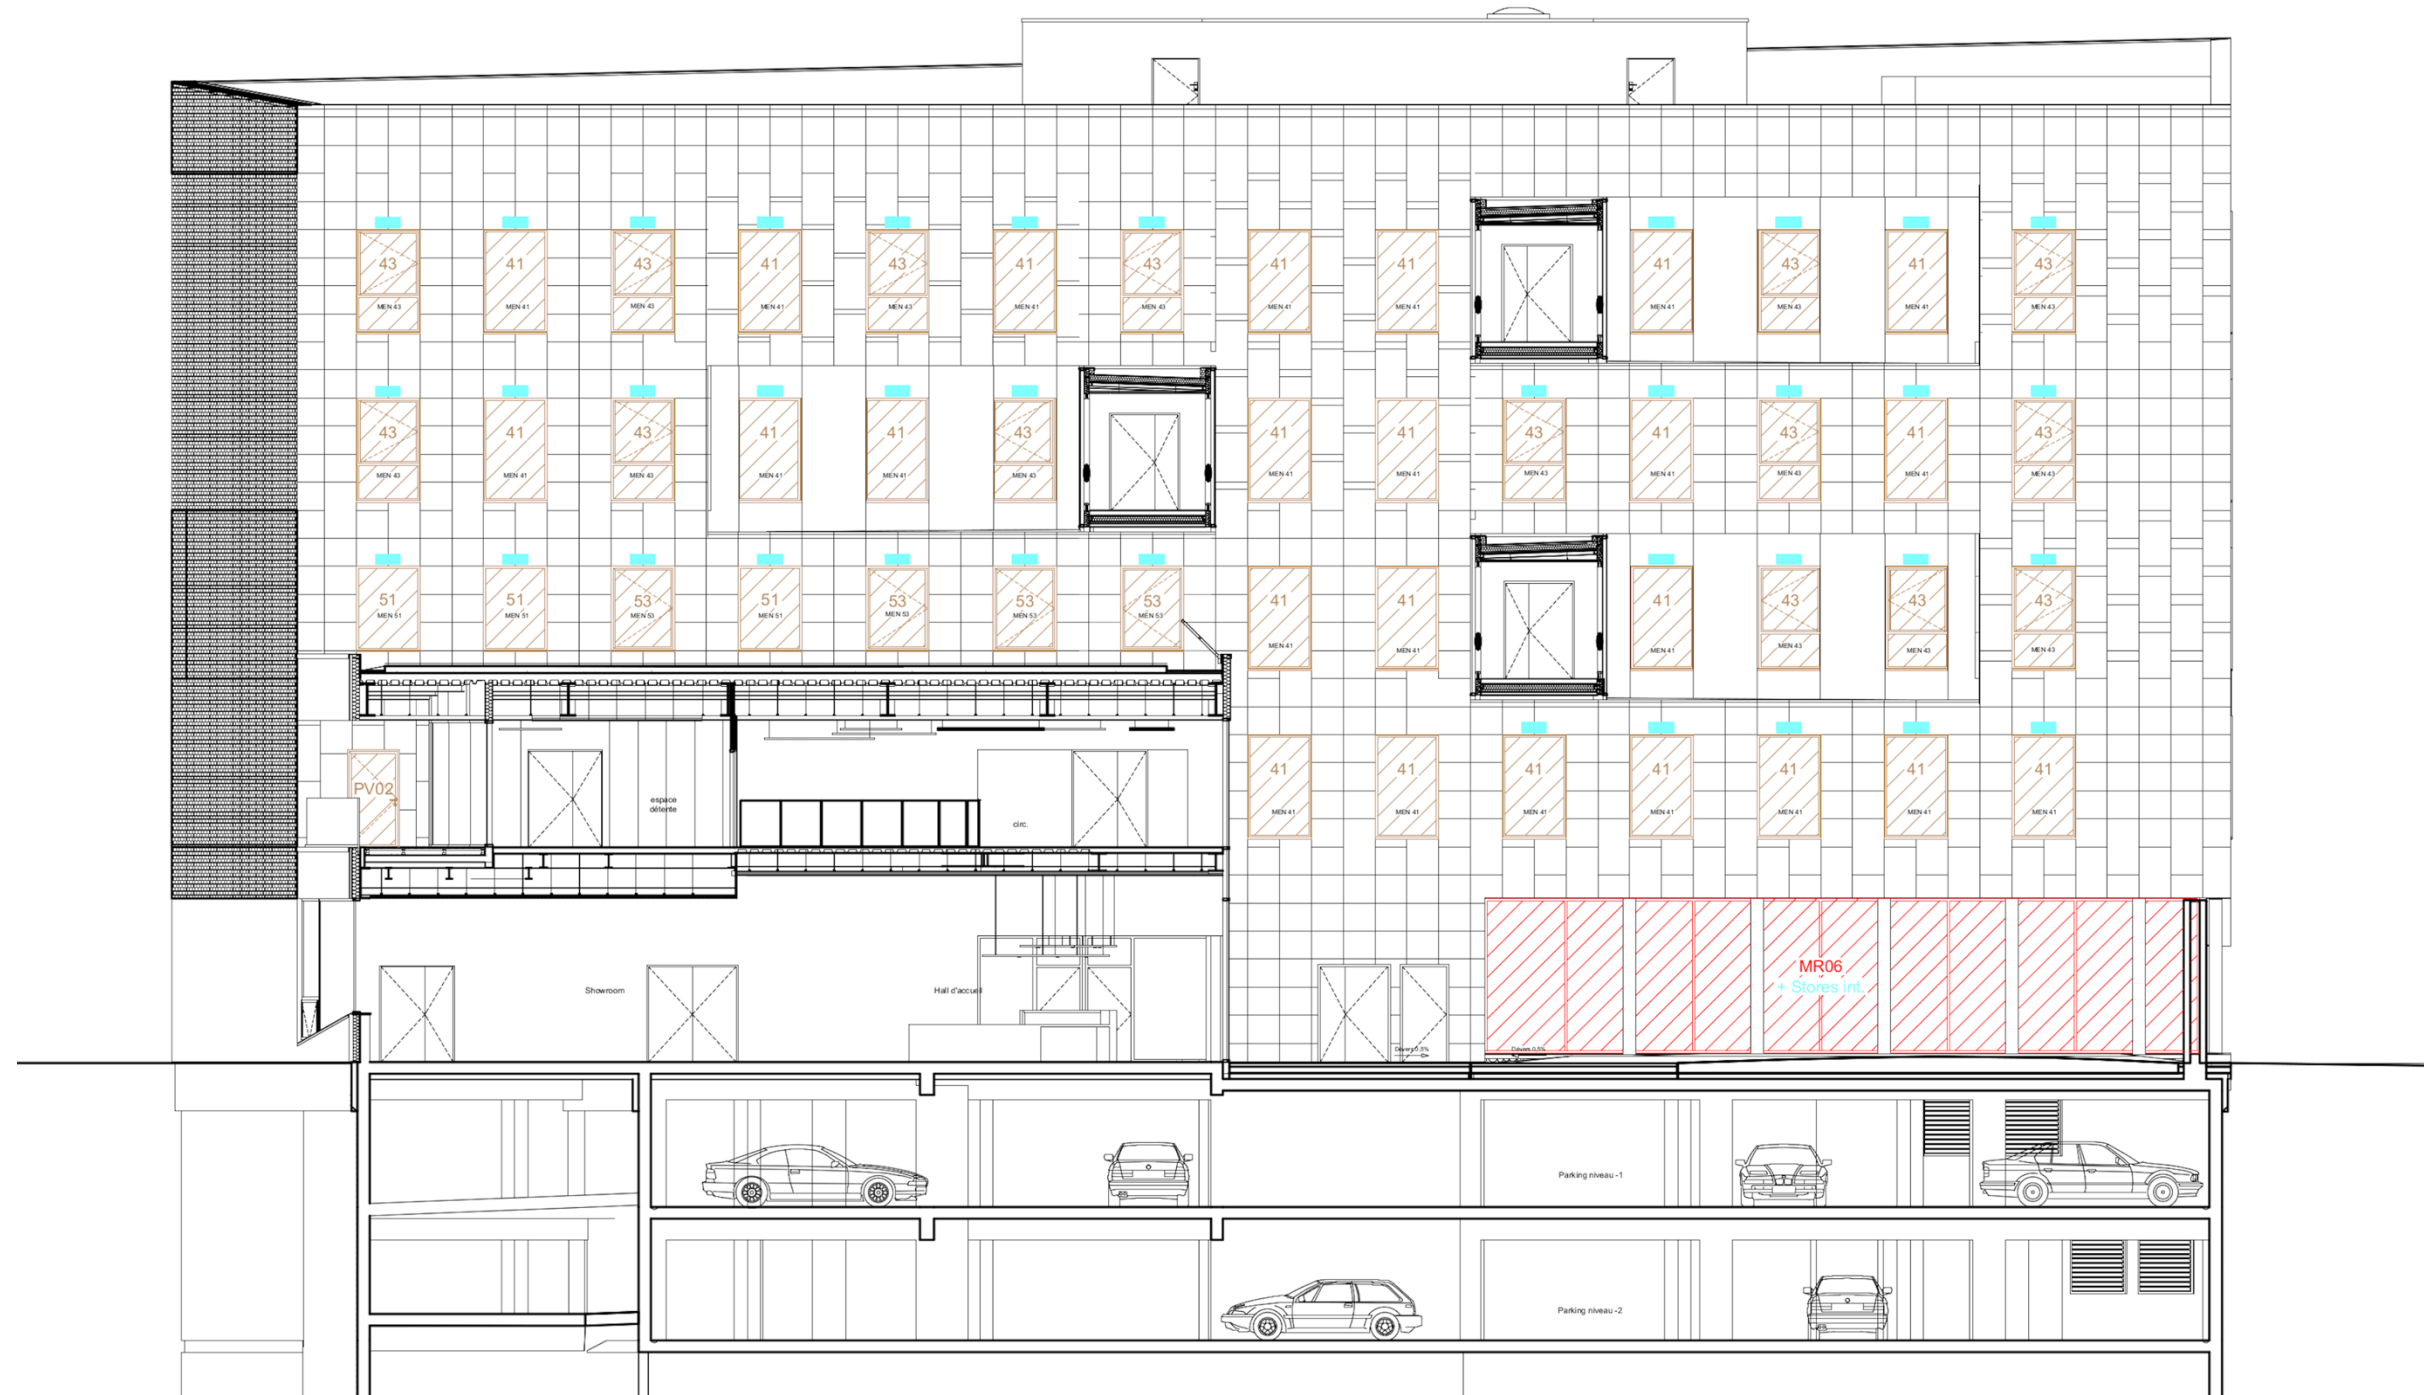 43 41 43 41 43 41 43 41 41 41 43 41 43
MEN 43 MEN 41 MEN 43 MEN 41 MEN 43 MEN 41 MEN 43 MEN 41 MEN 41 MEN 41 MEN 43 MEN 41 MEN 43
43 41 43 41 41 43 41 41 43 41 43 41 43
MEN 43 MEN 41 MEN 43 MEN 41 MEN 41 MEN 43 MEN 41 MEN 41 MEN 43 MEN 41 MEN 43 MEN 41 MEN 43
51 51 53 51 53 53 53 41 41 41 43 43 43
MEN 51 MEN 51 MEN 53 MEN 51 MEN 53 MEN 53 MEN 53 MEN 41 MEN 41 MEN 41 MEN 43 MEN 43 MEN 43
41 41 41 41 41 41 41
MEN 41 MEN 41 MEN 41 MEN 41 MEN 41 MEN 41 MEN 41
PV02
espace
détente
circ.
MR06
+ Stores int.
Showroom
Hall d'accueil
Dévers 0,5% Dévers 0,5%
Parking niveau -1
Parking niveau -2